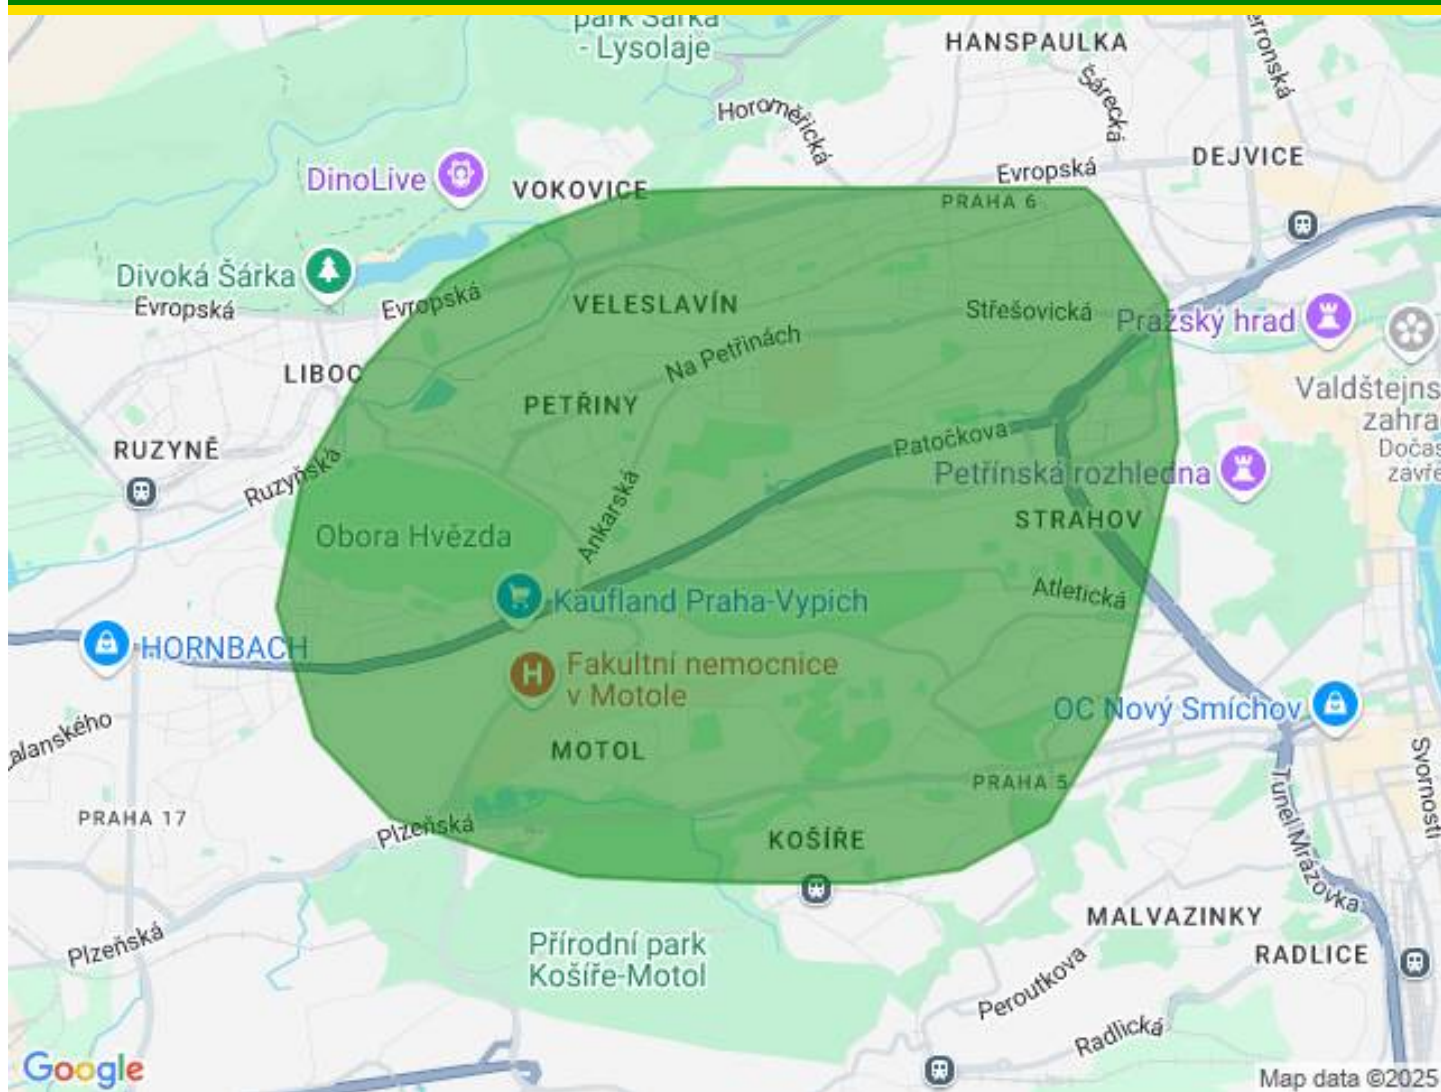 park Šárka
- Lysolaje
HANSPAULKA
Šárecká
Horoměřická
Evropská
DEJVICE
DinoLive
VOKOVICE
PRAHA 6
Divoká Šárka
Evropská
Evropská
VELESLAVÍN
Střešovická
Pražský hrad
Na Petřinách
LIBOC
Valdštejns
zahra
PETŘINY
Dočas
zavře
RUZYNĚ
Patočkova
Petřínská rozhledna
Ruzyňská
Ankarská
STRAHOV
Obora Hvězda
Atletická
Kaufland Praha-Vypich
HORNBACH
Fakultní nemocnice
v Motole
OC Nový Smíchov
alanského
MOTOL
Svornosti
PRAHA 5
PRAHA 17
Plzeňská
KOŠÍŘE
Tunel Mrázovka
MALVAZINKY
Plzeňská
Přírodní park
Košíře-Motol
RADLICE
Peroutkova
Radlická
Google
Map data ©2025